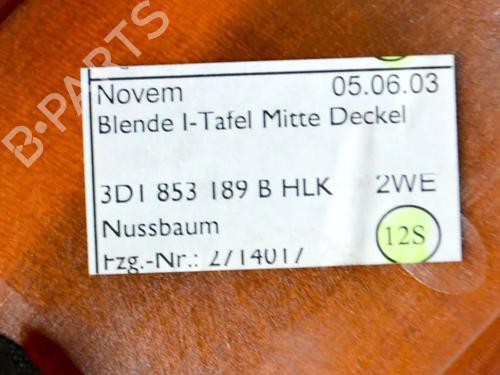 B-PARTS
Novem 05.06.03
Blende I-Tafel Mitte Deckel
3D1 853 189 B HLK 2WE
Nussbaum
12S
Fzg.-Nr.: 2714017